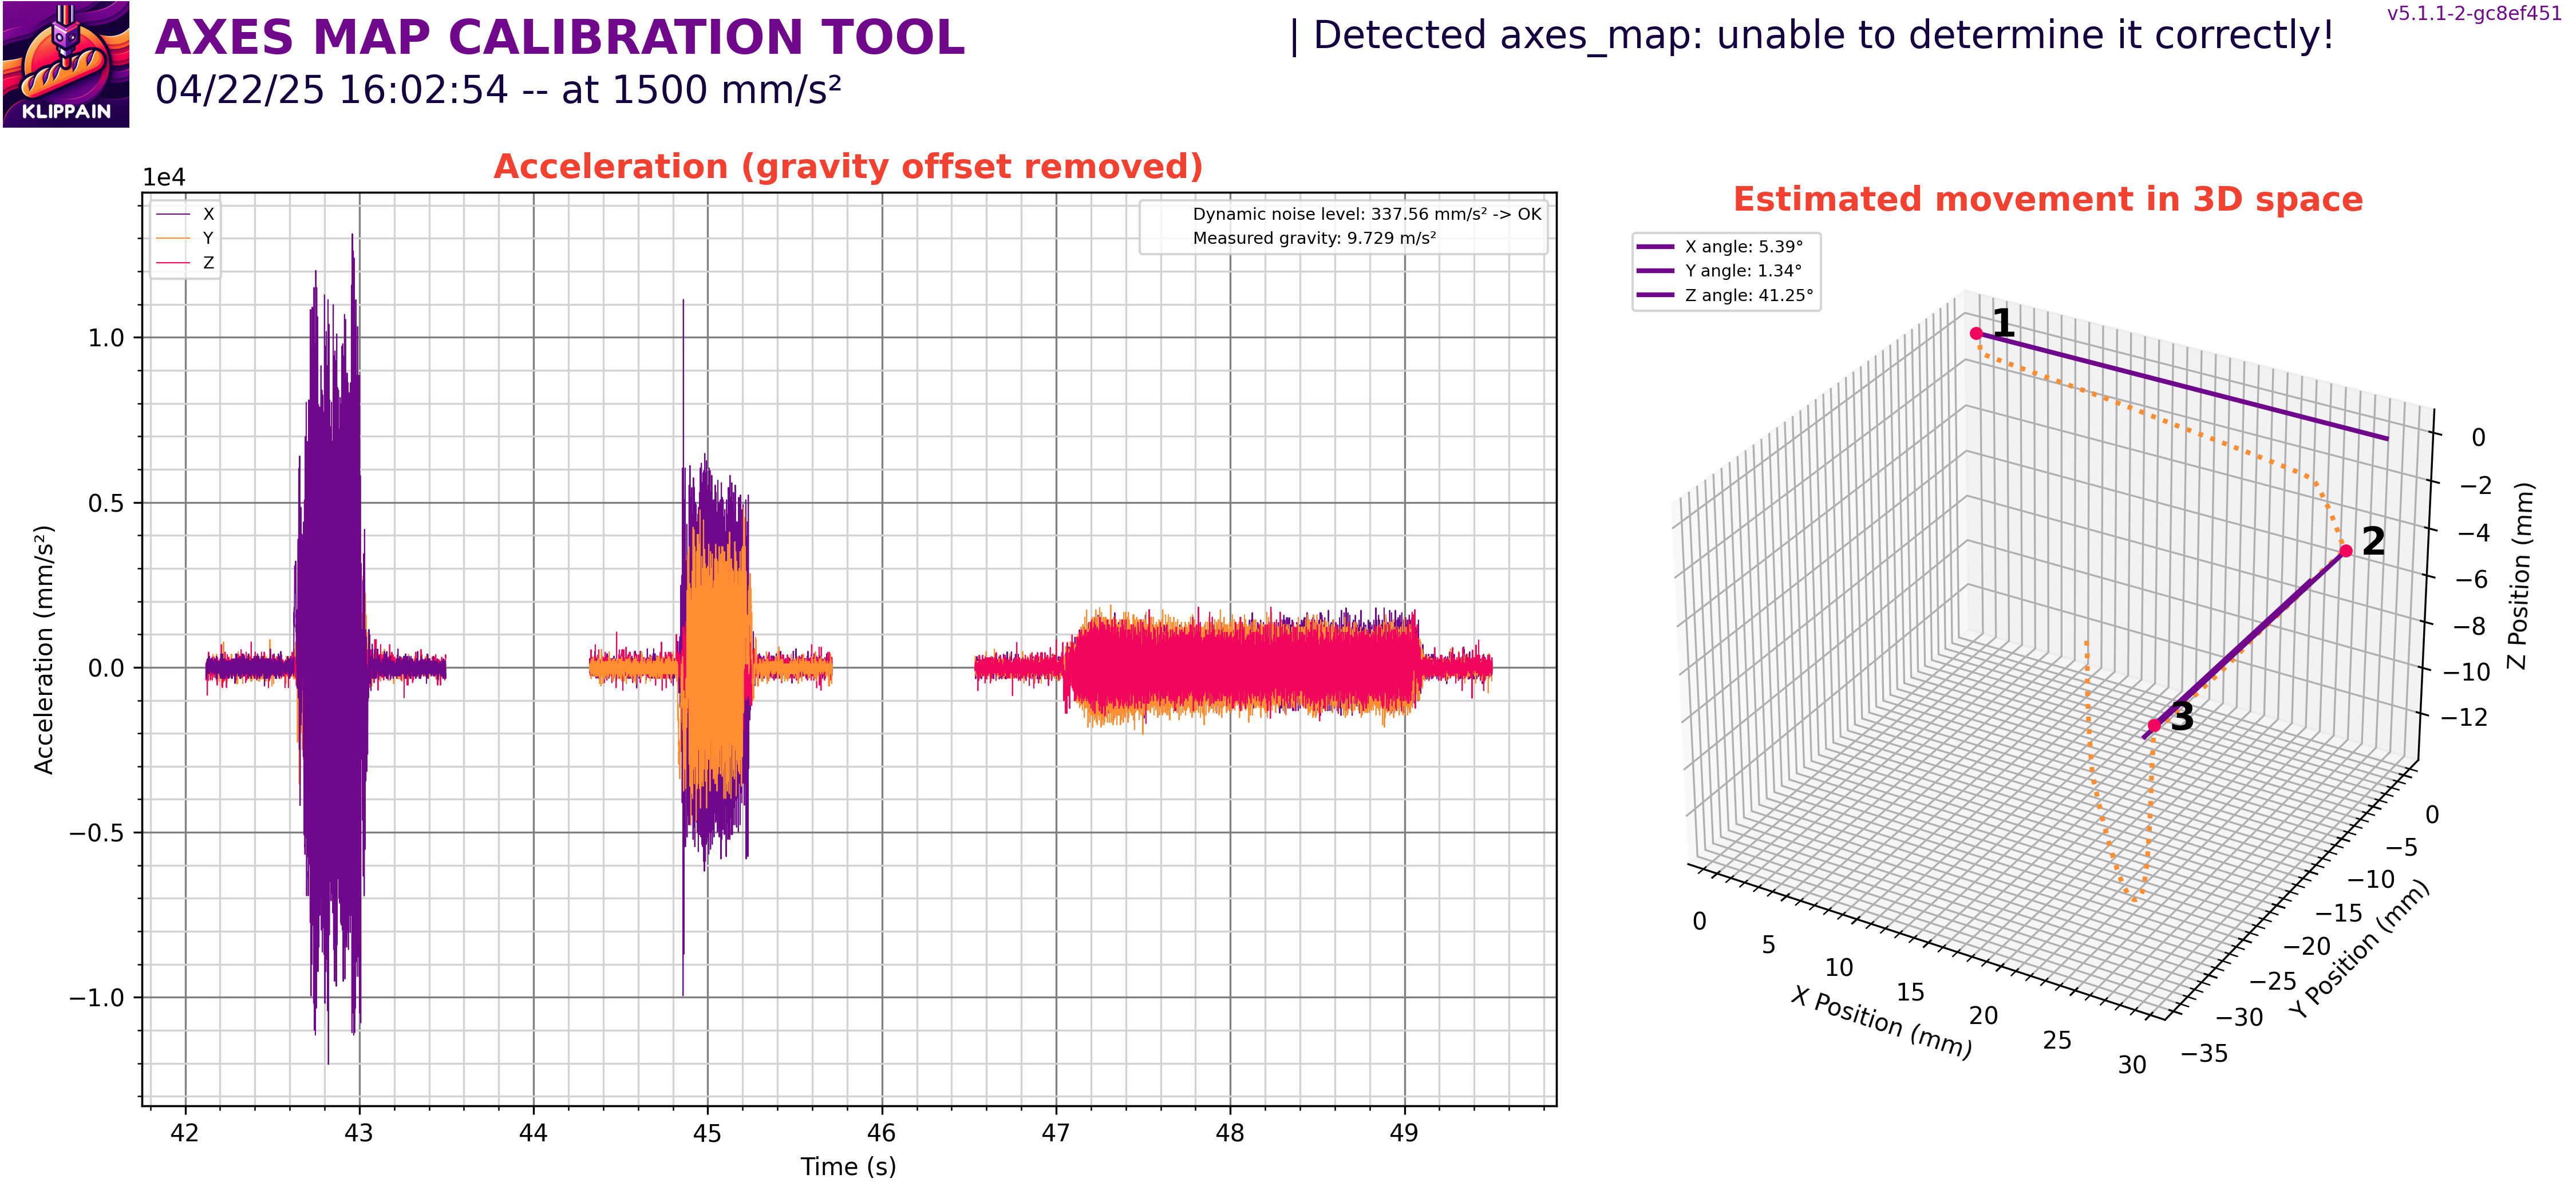 AXES MAP CALIBRATION TOOL
| Detected axes_map: unable to determine it correctly!
v5.1.1-2-gc8ef451
04/22/25 16:02:54 -- at 1500 mm/s²
KLIPPAIN
Acceleration (gravity offset removed)
1e4
X
Y
Z
Dynamic noise level: 337.56 mm/s² -> OK
Measured gravity: 9.729 m/s²
1.0
0.5
0.0
−0.5
−1.0
Acceleration (mm/s²)
42 43 44 45 46 47 48 49
Time (s)
Estimated movement in 3D space
X angle: 5.39°
Y angle: 1.34°
Z angle: 41.25°
1
2
3
0
−2
−4
−6
−8
−10
−12
Z Position (mm)
0
−5
−10
−15
−20
−25
−30
−35
Y Position (mm)
0
5
10
15
20
25
30
X Position (mm)